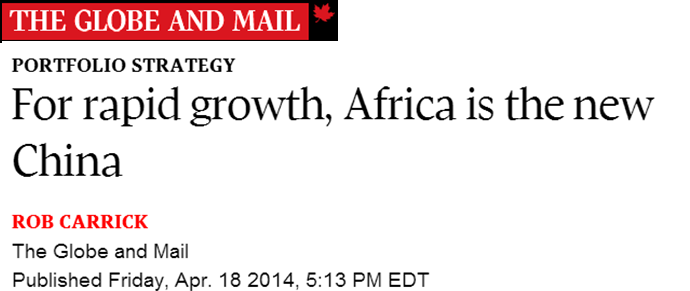 THE GLOBE AND MAIL
PORTFOLIO STRATEGY
For rapid growth, Africa is the new
China
ROB CARRICK
The Globe and Mail
Published Friday, Apr. 18 2014, 5:13 PM EDT